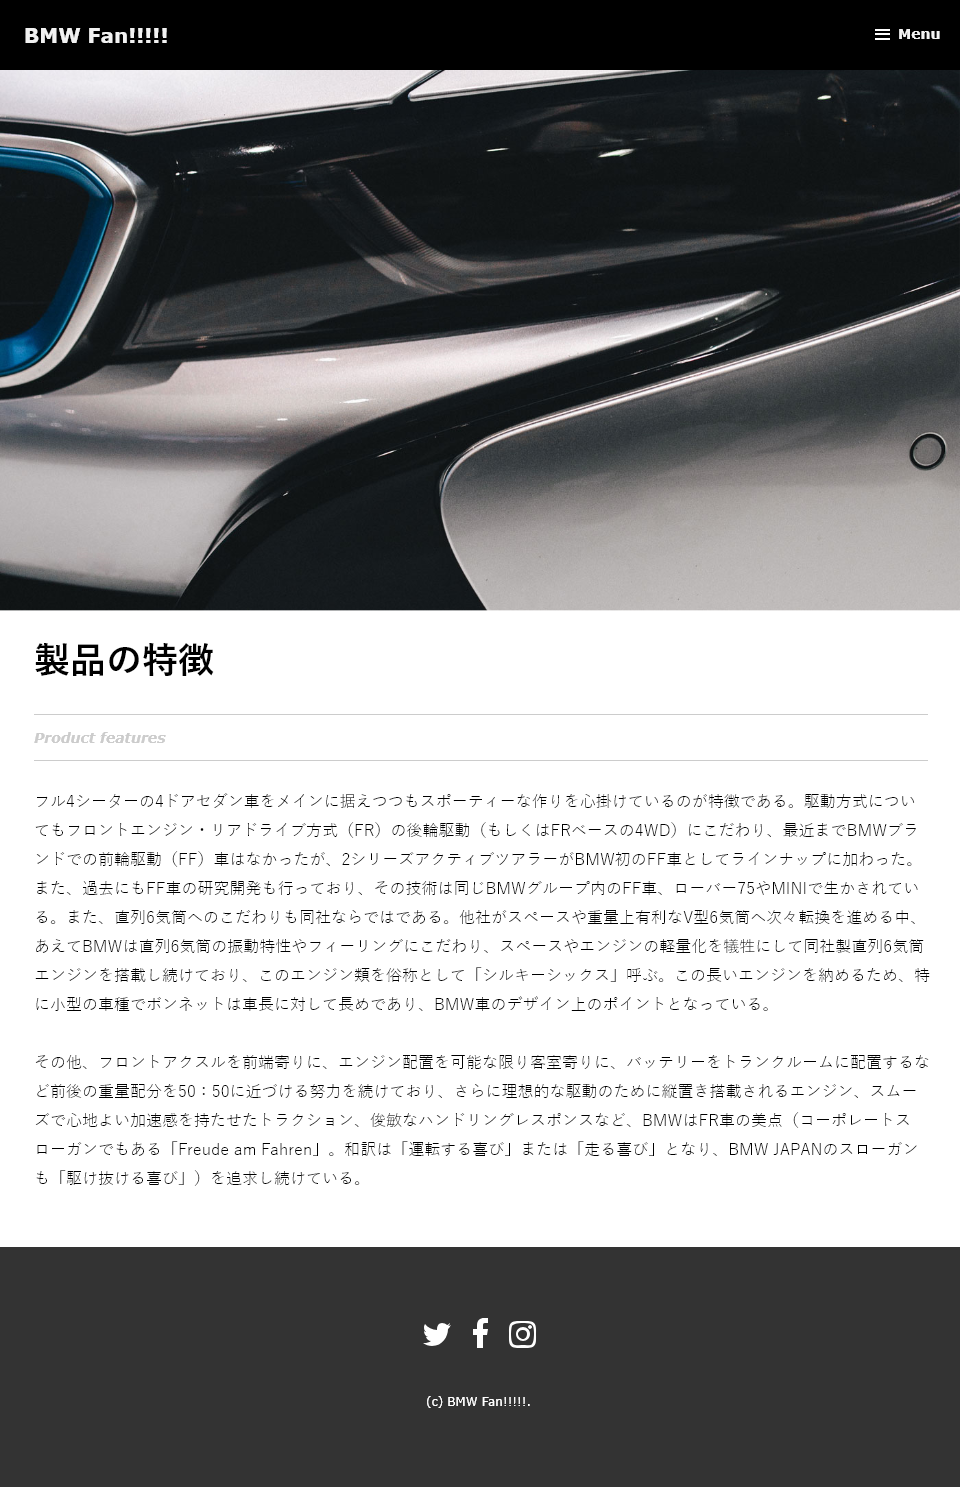 BMW Fan!!!!!
Menu
製品の特徴
Product features
フル4シーターの4ドアセダン車をメインに据えつつもスポーティーな作りを心掛けているのが特徴である。駆動方式につい
てもフロントエンジン・リアドライブ方式（FR）の後輪駆動（もしくはFRベースの4WD）にこだわり、最近までBMWブラ
ンドでの前輪駆動（FF）車はなかったが、2シリーズアクティブツアラーがBMW初のFF車としてラインナップに加わった。
また、過去にもFF車の研究開発も行っており、その技術は同じBMWグループ内のFF車、ローバー75やMINIで生かされてい
る。また、直列6気筒へのこだわりも同社ならではである。他社がスペースや重量上有利なV型6気筒へ次々転換を進める中、
あえてBMWは直列6気筒の振動特性やフィーリングにこだわり、スペースやエンジンの軽量化を犠牲にして同社製直列6気筒
エンジンを搭載し続けており、このエンジン類を俗称として「シルキーシックス」呼ぶ。この長いエンジンを納めるため、特
に小型の車種でボンネットは車長に対して長めであり、BMW車のデザイン上のポイントとなっている。
その他、フロントアクスルを前端寄りに、エンジン配置を可能な限り客室寄りに、バッテリーをトランクルームに配置するな
ど前後の重量配分を50：50に近づける努力を続けており、さらに理想的な駆動のために縦置き搭載されるエンジン、スムー
ズで心地よい加速感を持たせたトラクション、俊敏なハンドリングレスポンスなど、BMWはFR車の美点（コーポレートス
ローガンでもある「Freude am Fahren」。和訳は「運転する喜び」または「走る喜び」となり、BMW JAPANのスローガン
も「駆け抜ける喜び」）を追求し続けている。
(c) BMW Fan!!!!!.